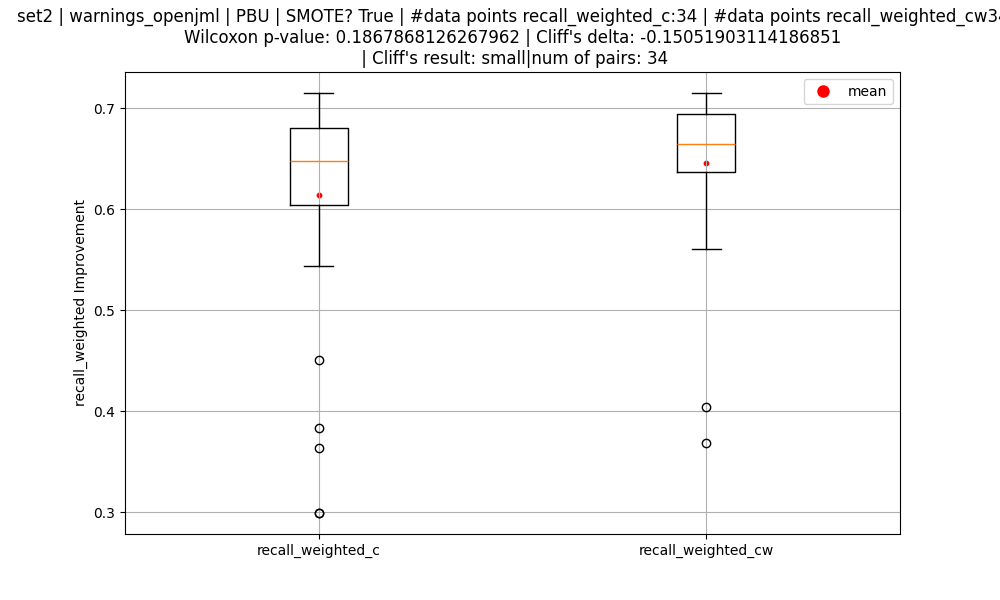 set2 | warnings_openjml | PBU | SMOTE? True | #data points recall_weighted_c:34 | #data points recall_weighted_cw34
Wilcoxon p-value: 0.1867868126267962 | Cliff's delta: -0.15051903114186851
| Cliff's result: small|num of pairs: 34
mean
0.7
0.6
0.5
0.4
0.3
recall_weighted Improvement
recall_weighted_c
recall_weighted_cw